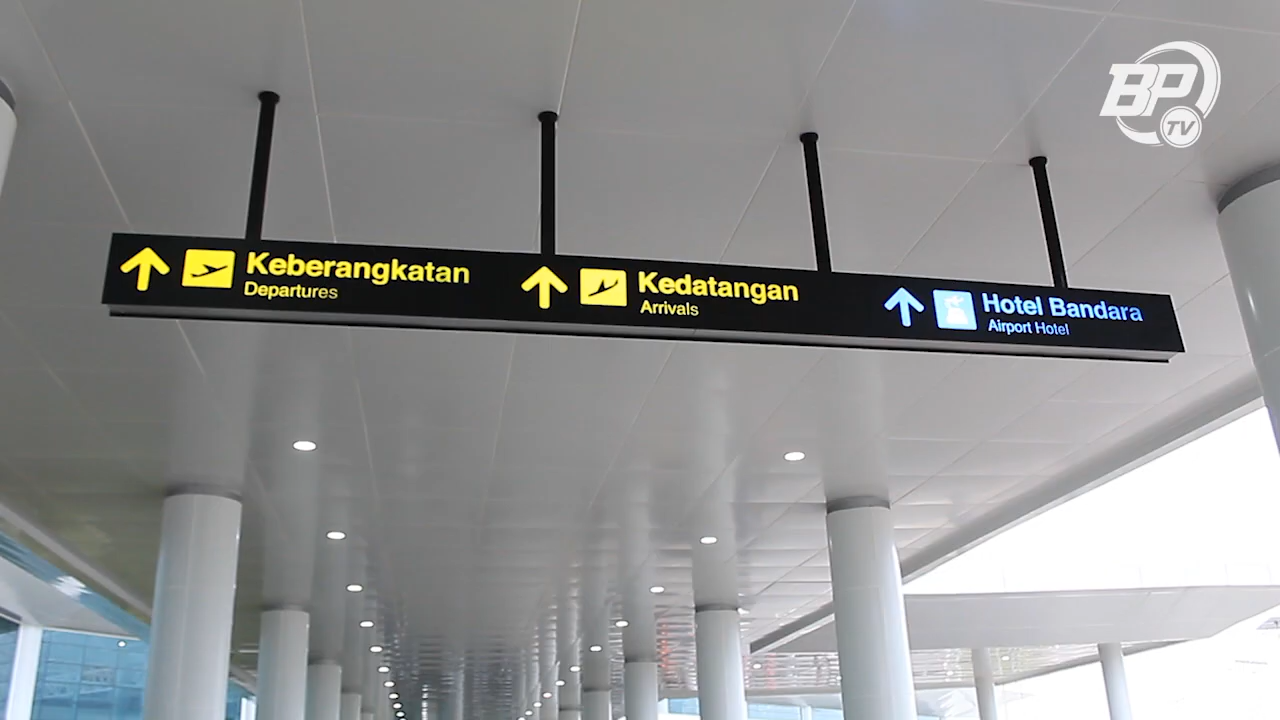 BP
TV
Keberangkatan
Departures
Kedatangan
Arrivals
Hotel Bandara
Airport Hotel